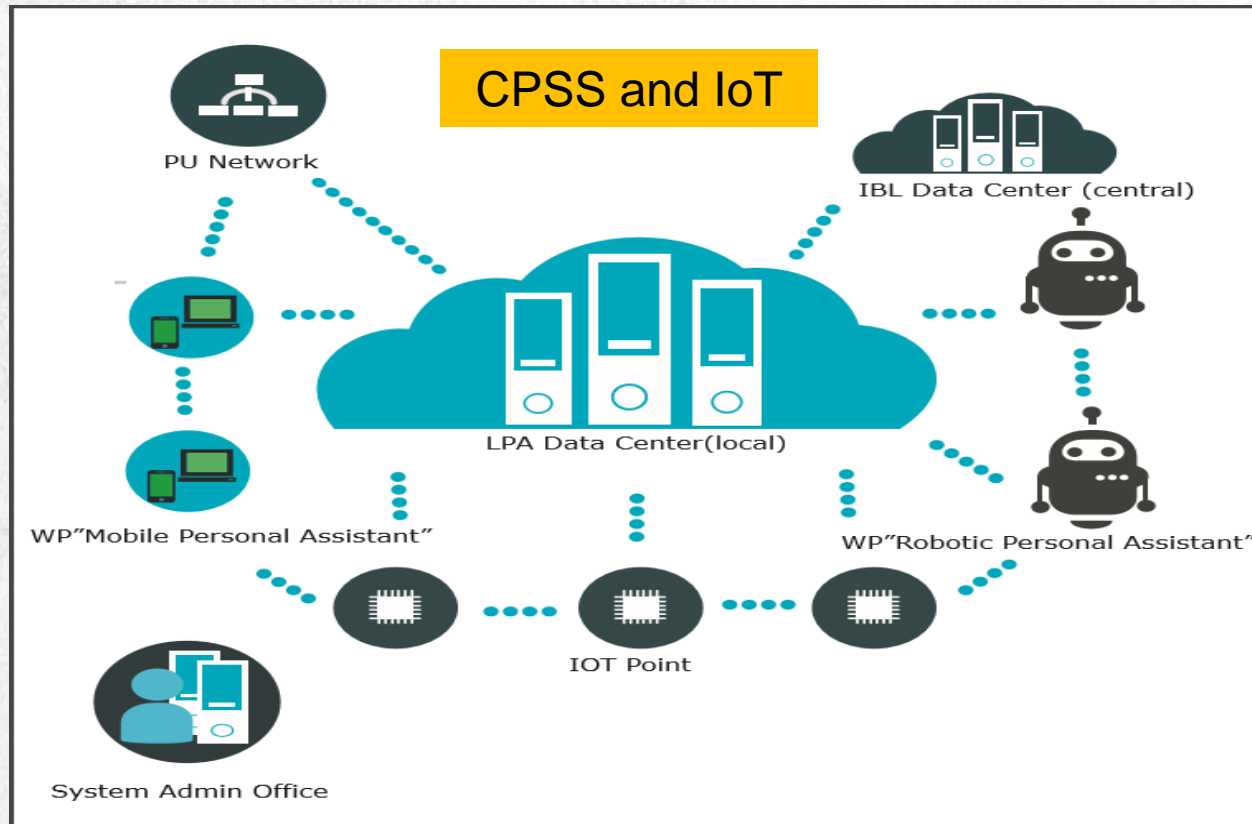 CPSS and IoT
PU Network
IBL Data Center (central)
LPA Data Center(local)
WP”Mobile Personal Assistant”
WP”Robotic Personal Assistant”
IOT Point
System Admin Office